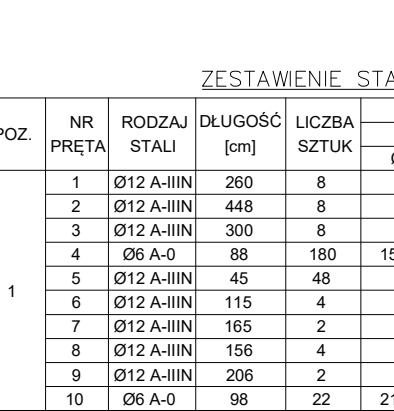 ZESTAWIENIE STA
POZ. NR PRĘTA RODZAJ STALI DŁUGOŚĆ [cm] LICZBA SZTUK
1
1 Ø12 A-IIIN 260 8
2 Ø12 A-IIIN 448 8
3 Ø12 A-IIIN 300 8
4 Ø6 A-0 88 180 15
5 Ø12 A-IIIN 45 48
6 Ø12 A-IIIN 115 4
7 Ø12 A-IIIN 165 2
8 Ø12 A-IIIN 156 4
9 Ø12 A-IIIN 206 2
10 Ø6 A-0 98 22 21